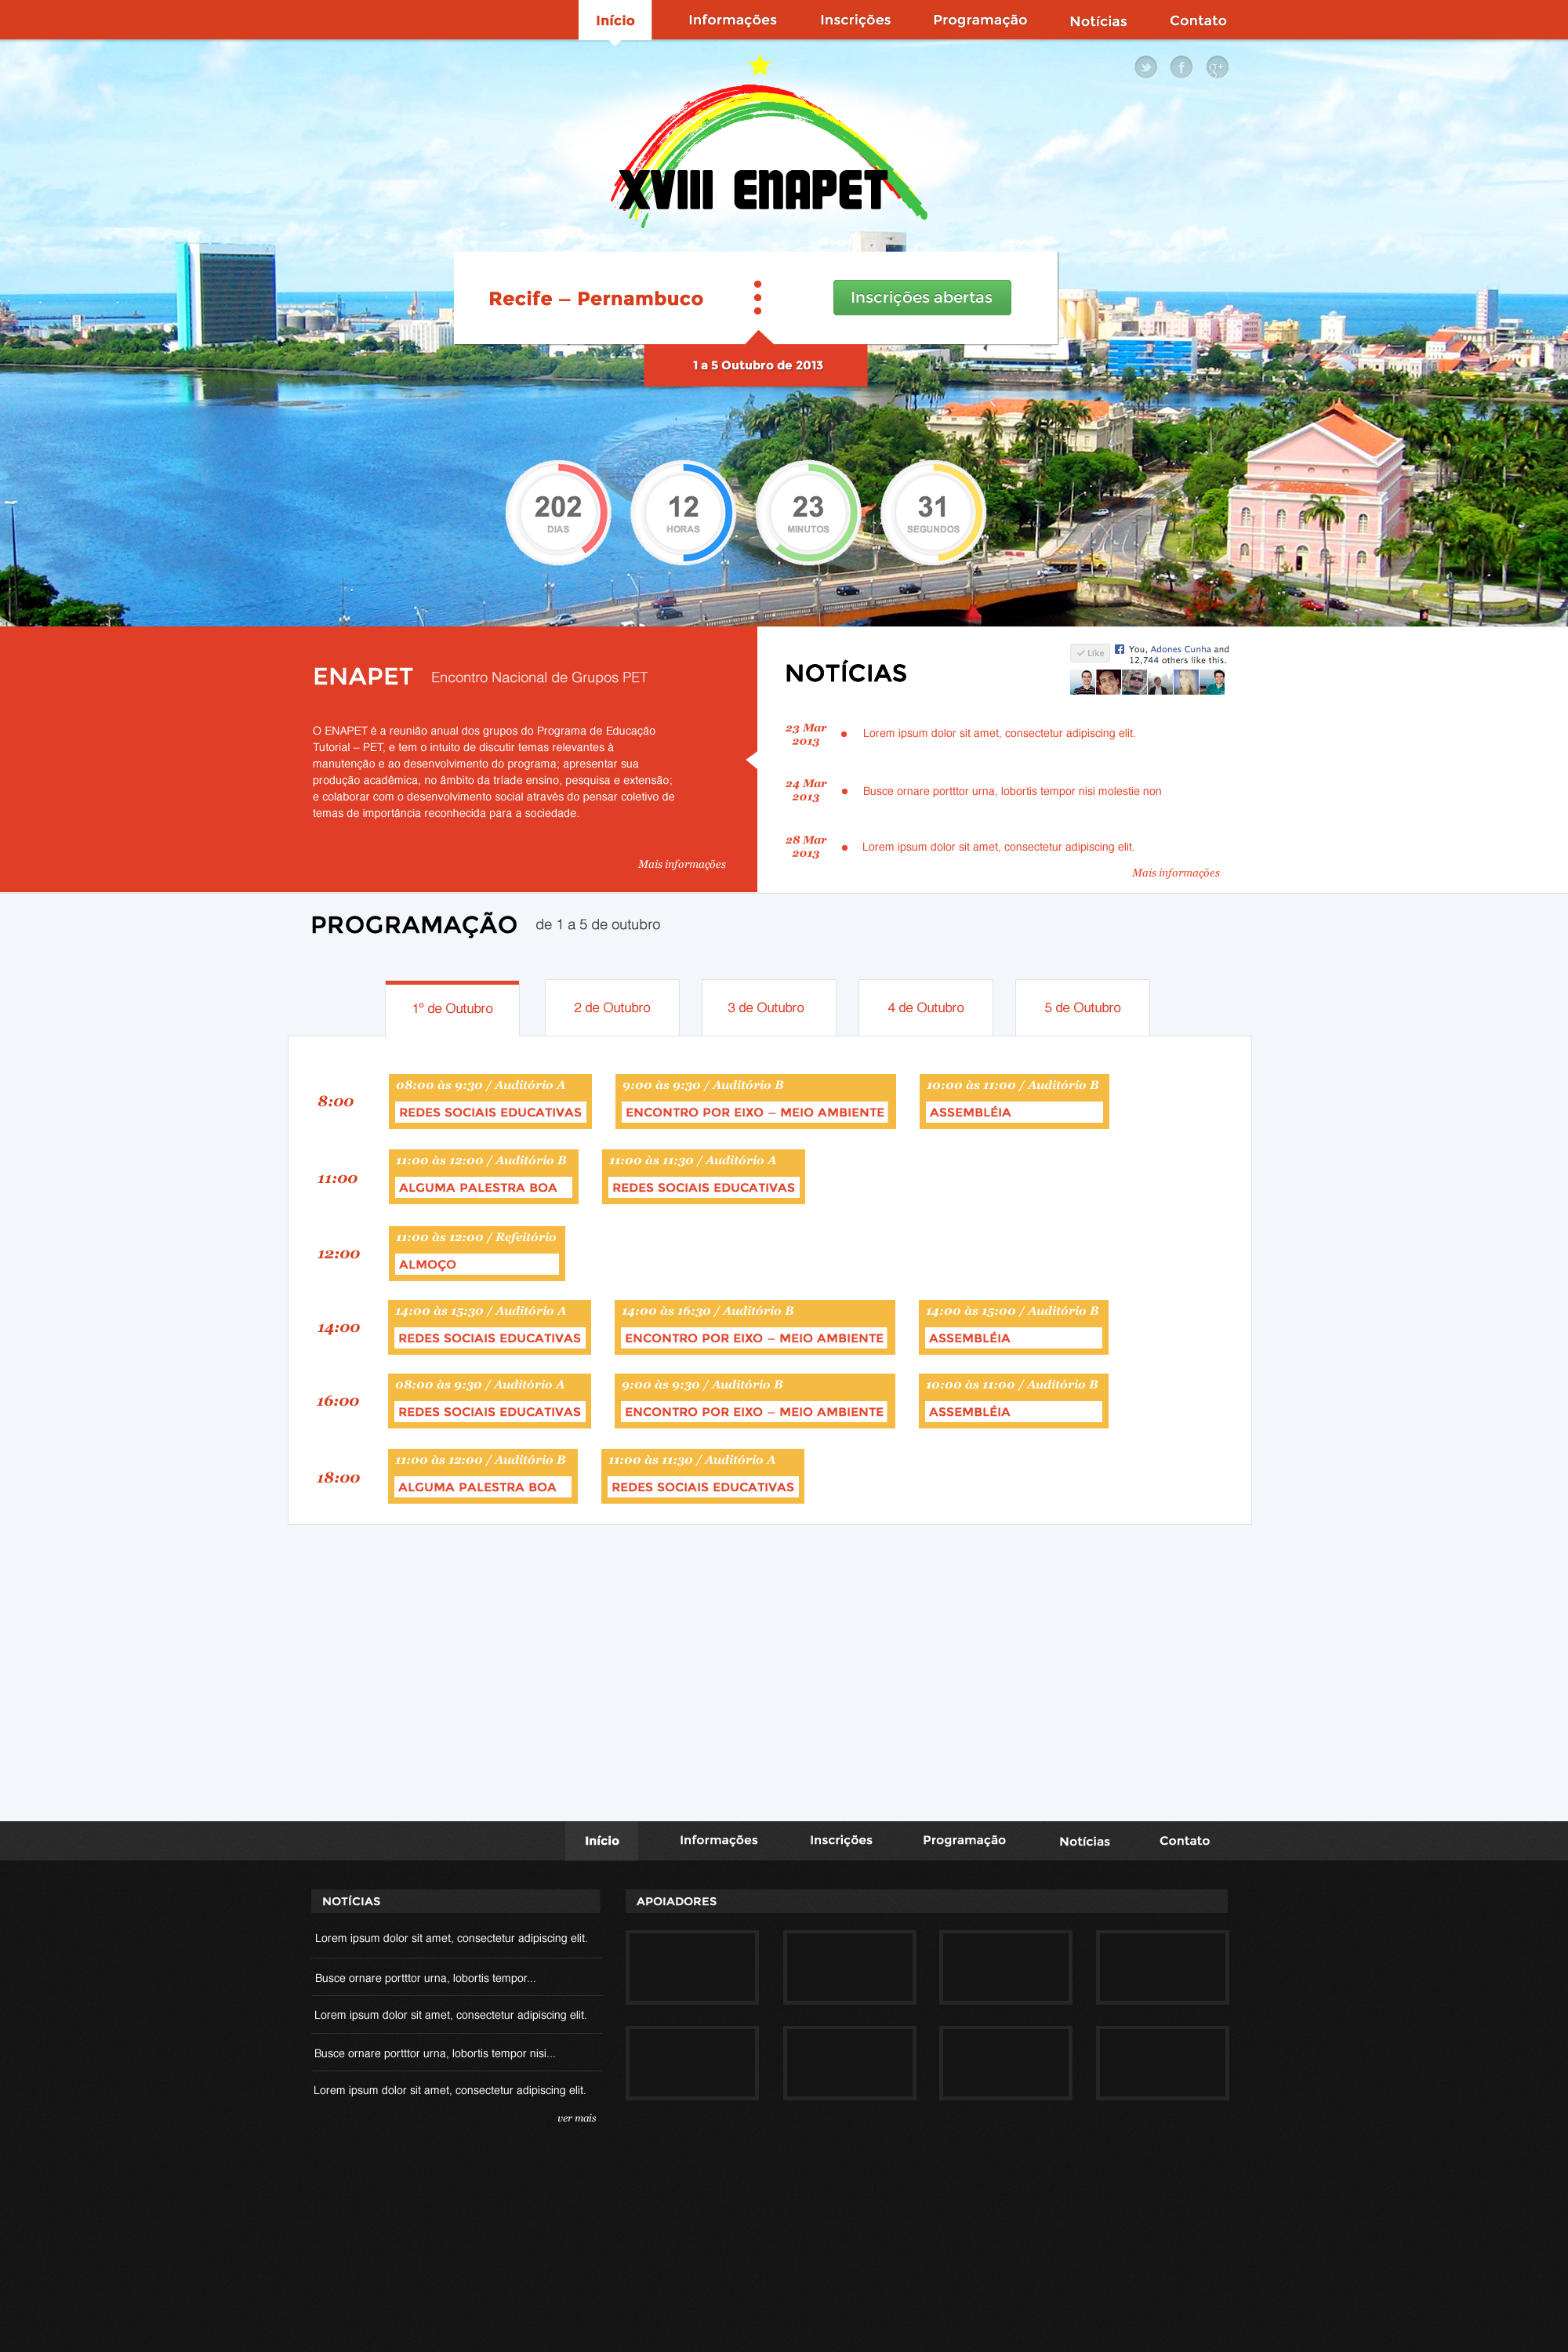 Início Informações Inscrições Programação Notícias Contato
XVIII ENAPET
Recife – Pernambuco
Inscrições abertas
1 a 5 Outubro de 2013
202 12 23 31
DIAS HORAS MINUTOS SEGUNDOS
ENAPET Encontro Nacional de Grupos PET
O ENAPET é a reunião anual dos grupos do Programa de Educação
Tutorial – PET, e tem o intuito de discutir temas relevantes à
manutenção e ao desenvolvimento do programa; apresentar sua
produção acadêmica, no âmbito da tríade ensino, pesquisa e extensão;
e colaborar com o desenvolvimento social através do pensar coletivo de
temas de importância reconhecida para a sociedade.
Mais informações
NOTÍCIAS
Like
You, Adones Cunha and
12,744 others like this.
23 Mar
2013
Lorem ipsum dolor sit amet, consectetur adipiscing elit.
24 Mar
2013
Busce ornare portttor urna, lobortis tempor nisi molestie non
28 Mar
2013
Lorem ipsum dolor sit amet, consectetur adipiscing elit.
Mais informações
PROGRAMAÇÃO de 1 a 5 de outubro
1º de Outubro 2 de Outubro 3 de Outubro 4 de Outubro 5 de Outubro
8:00
08:00 às 9:30 / Auditório A
REDES SOCIAIS EDUCATIVAS
9:00 às 9:30 / Auditório B
ENCONTRO POR EIXO – MEIO AMBIENTE
10:00 às 11:00 / Auditório B
ASSEMBLÉIA
11:00
11:00 às 12:00 / Auditório B
ALGUMA PALESTRA BOA
11:00 às 11:30 / Auditório A
REDES SOCIAIS EDUCATIVAS
12:00
11:00 às 12:00 / Refeitório
ALMOÇO
14:00
14:00 às 15:30 / Auditório A
REDES SOCIAIS EDUCATIVAS
14:00 às 16:30 / Auditório B
ENCONTRO POR EIXO – MEIO AMBIENTE
14:00 às 15:00 / Auditório B
ASSEMBLÉIA
16:00
08:00 às 9:30 / Auditório A
REDES SOCIAIS EDUCATIVAS
9:00 às 9:30 / Auditório B
ENCONTRO POR EIXO – MEIO AMBIENTE
10:00 às 11:00 / Auditório B
ASSEMBLÉIA
18:00
11:00 às 12:00 / Auditório B
ALGUMA PALESTRA BOA
11:00 às 11:30 / Auditório A
REDES SOCIAIS EDUCATIVAS
Início Informações Inscrições Programação Notícias Contato
NOTÍCIAS
Lorem ipsum dolor sit amet, consectetur adipiscing elit.
Busce ornare portttor urna, lobortis tempor...
Lorem ipsum dolor sit amet, consectetur adipiscing elit.
Busce ornare portttor urna, lobortis tempor nisi...
Lorem ipsum dolor sit amet, consectetur adipiscing elit.
ver mais
APOIADORES